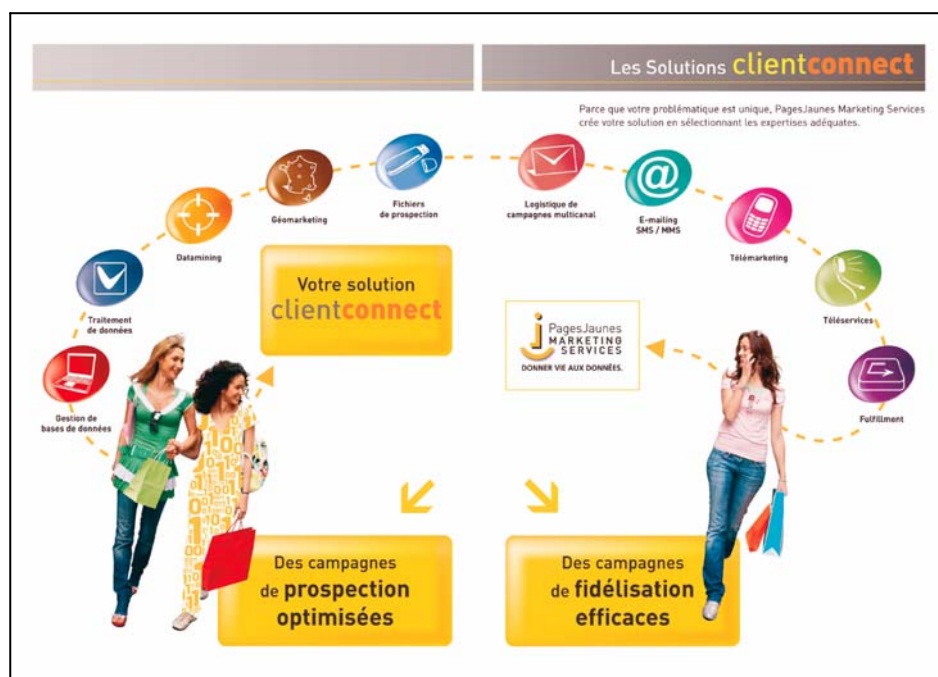 Les Solutions clientconnect
Parce que votre problématique est unique, PagesJaunes Marketing Services
crée votre solution en sélectionnant les expertises adéquates.
Gestion de
bases de données
Traitement
de données
Datamining
Géomarketing
Fichiers
de prospection
Logistique de
campagnes multicanal
E-mailing
SMS / MMS
Télémarketing
Téléservices
Fulfillment
Votre solution
clientconnect
PagesJaunes
MARKETING
SERVICES
DONNER VIE AUX DONNÉES.
Des campagnes
de prospection
optimisées
Des campagnes
de fidélisation
efficaces